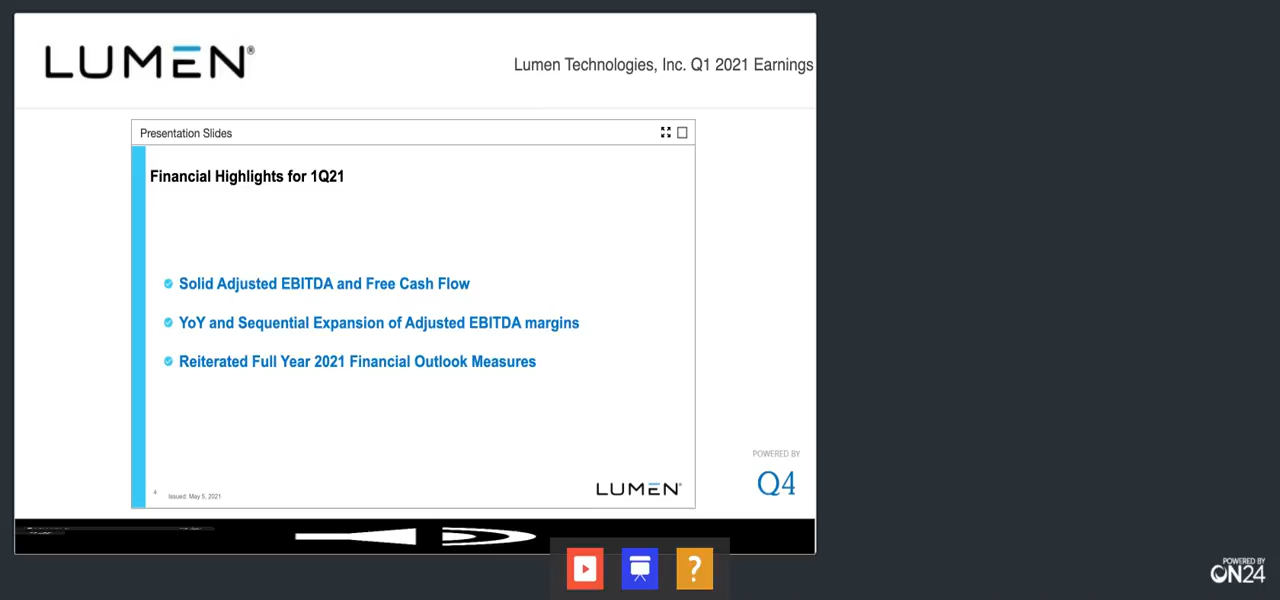 LUMEN®
Lumen Technologies, Inc. Q1 2021 Earnings
Presentation Slides
Financial Highlights for 1Q21
Solid Adjusted EBITDA and Free Cash Flow
YoY and Sequential Expansion of Adjusted EBITDA margins
Reiterated Full Year 2021 Financial Outlook Measures
4
Issued: May 5, 2021
LUMEN®
POWERED BY
Q4
?
POWERED BY
ON24